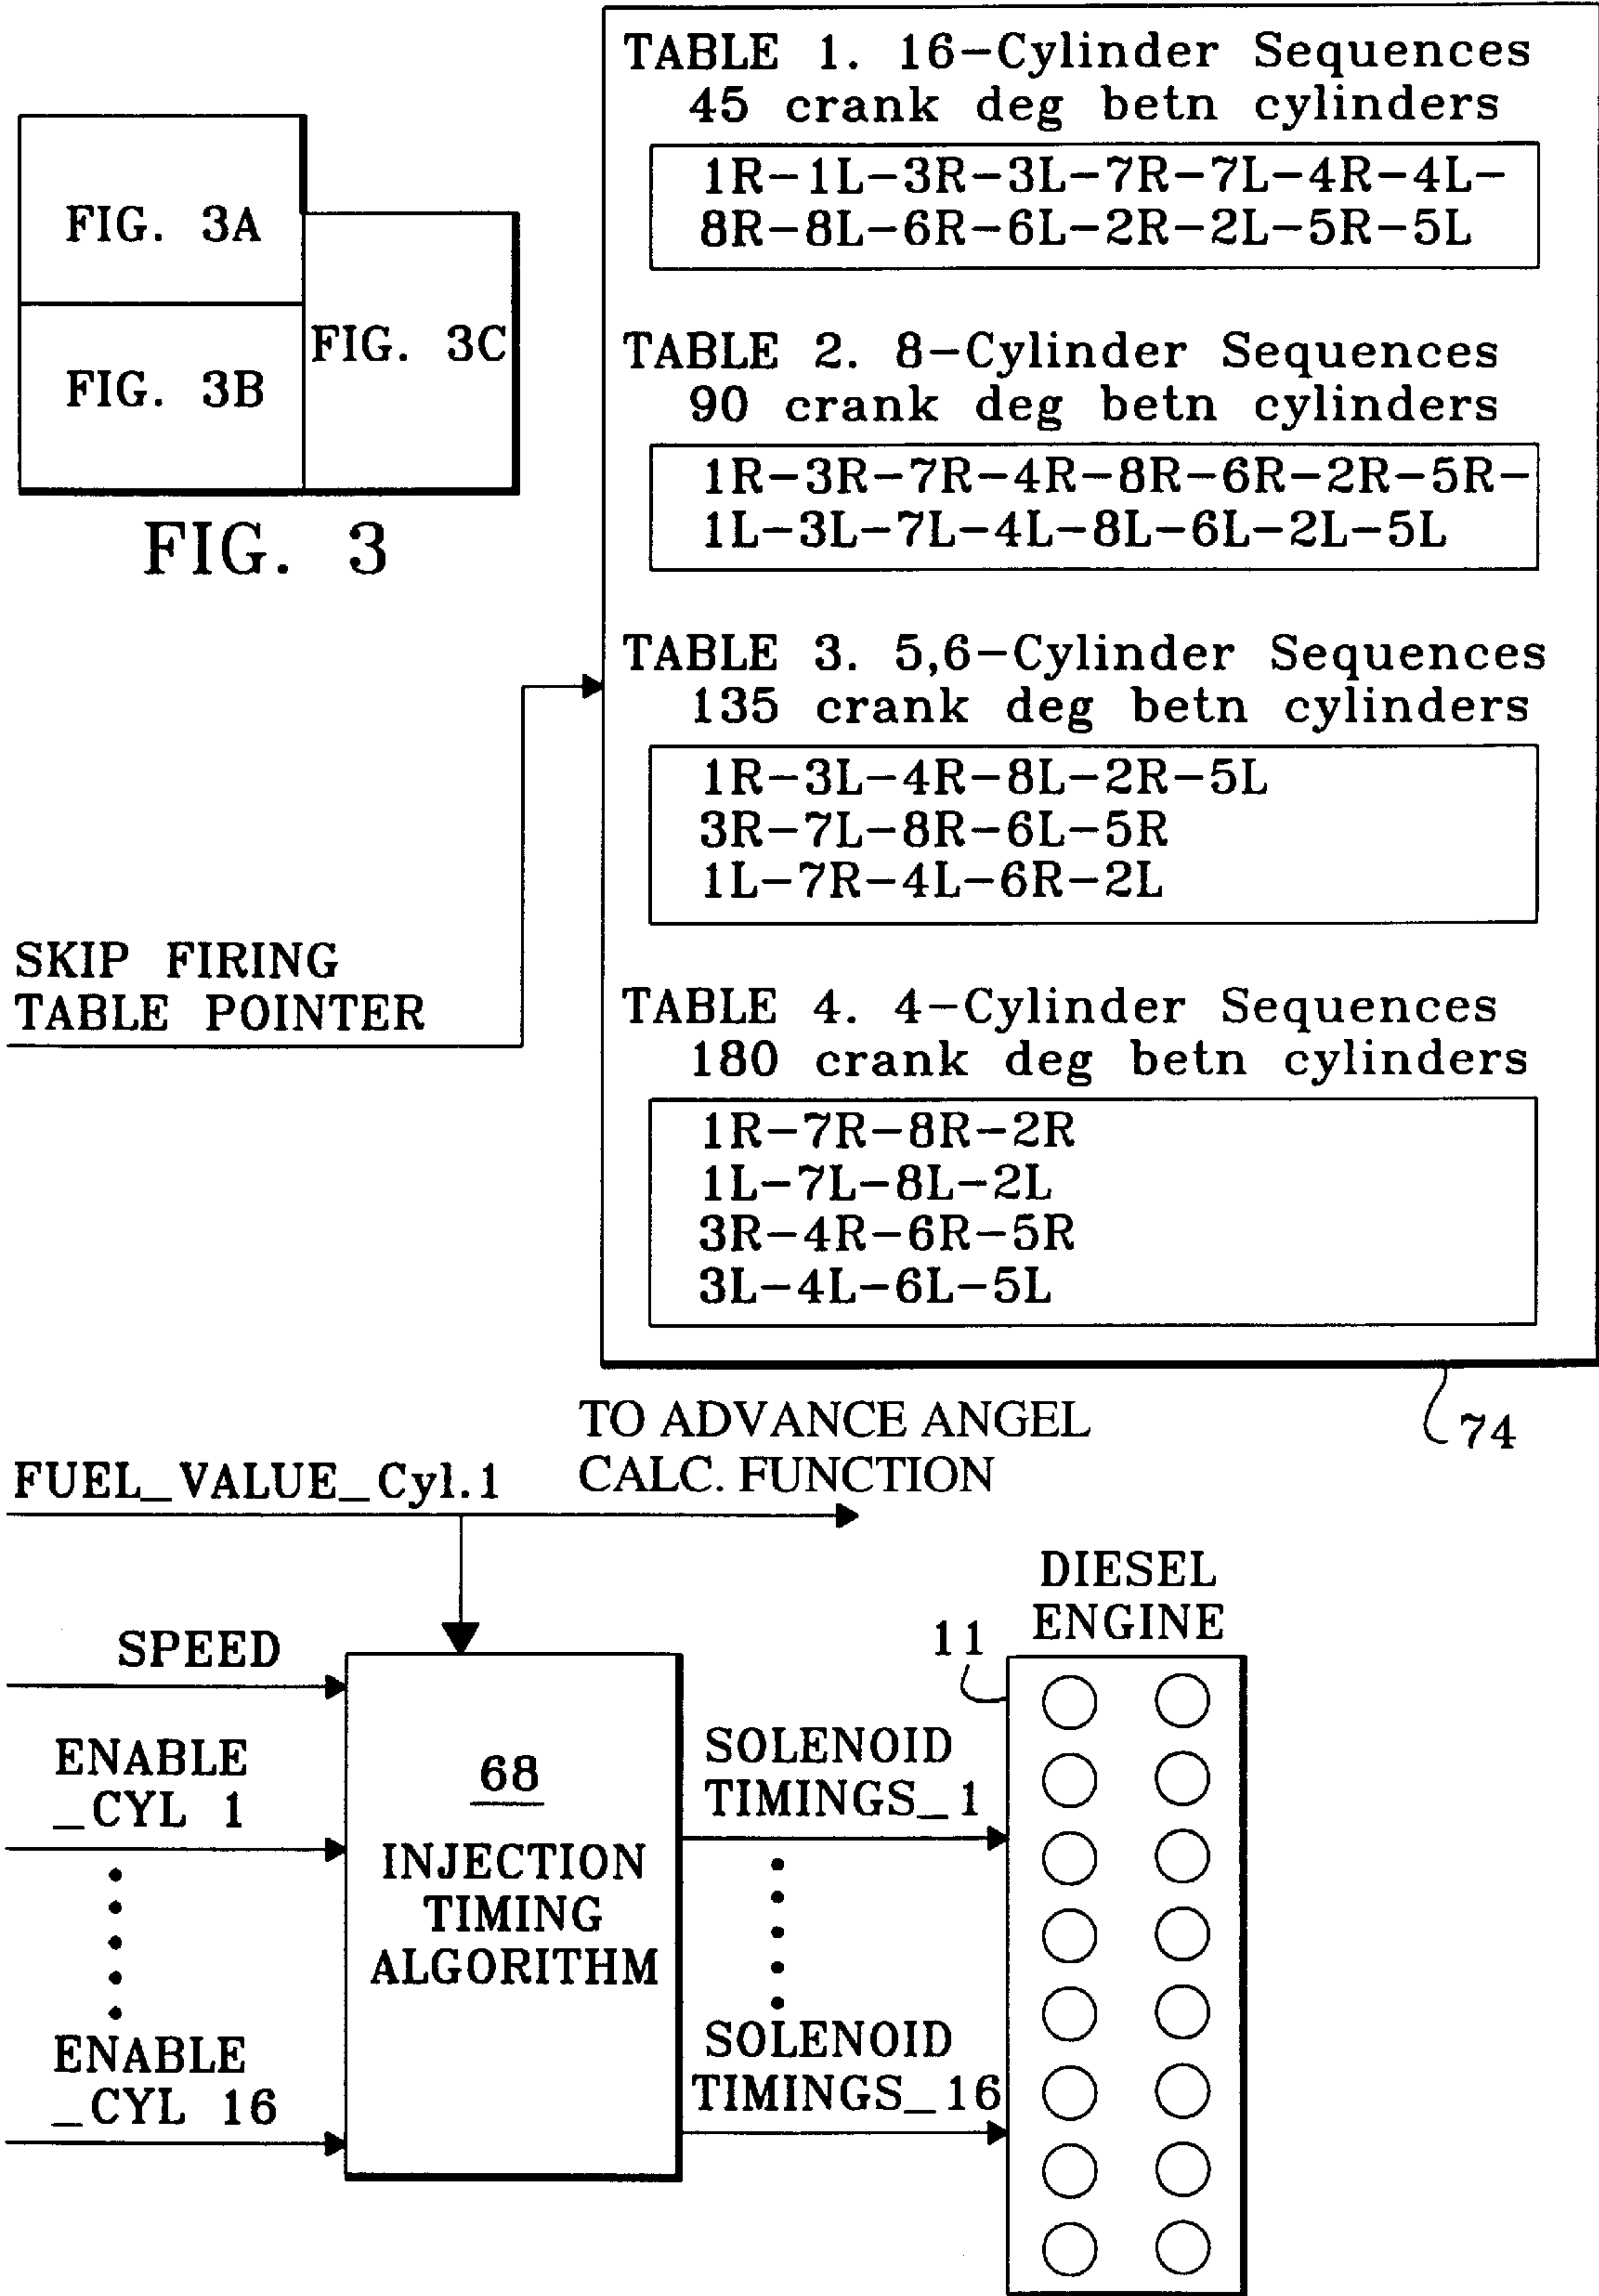 FIG. 3A
FIG. 3B
FIG. 3C
FIG. 3
TABLE 1. 16-Cylinder Sequences
45 crank deg betn cylinders
1R-1L-3R-3L-7R-7L-4R-4L-
8R-8L-6R-6L-2R-2L-5R-5L
TABLE 2. 8-Cylinder Sequences
90 crank deg betn cylinders
1R-3R-7R-4R-8R-6R-2R-5R-
1L-3L-7L-4L-8L-6L-2L-5L
TABLE 3. 5,6-Cylinder Sequences
135 crank deg betn cylinders
1R-3L-4R-8L-2R-5L
3R-7L-8R-6L-5R
1L-7R-4L-6R-2L
TABLE 4. 4-Cylinder Sequences
180 crank deg betn cylinders
1R-7R-8R-2R
1L-7L-8L-2L
3R-4R-6R-5R
3L-4L-6L-5L
74
SKIP FIRING
TABLE POINTER
TO ADVANCE ANGEL
CALC. FUNCTION
FUEL_VALUE_Cyl.1
SPEED
ENABLE
_CYL 1
ENABLE
_CYL 16
68
INJECTION
TIMING
ALGORITHM
SOLENOID
TIMINGS_1
SOLENOID
TIMINGS_16
DIESEL
ENGINE
11